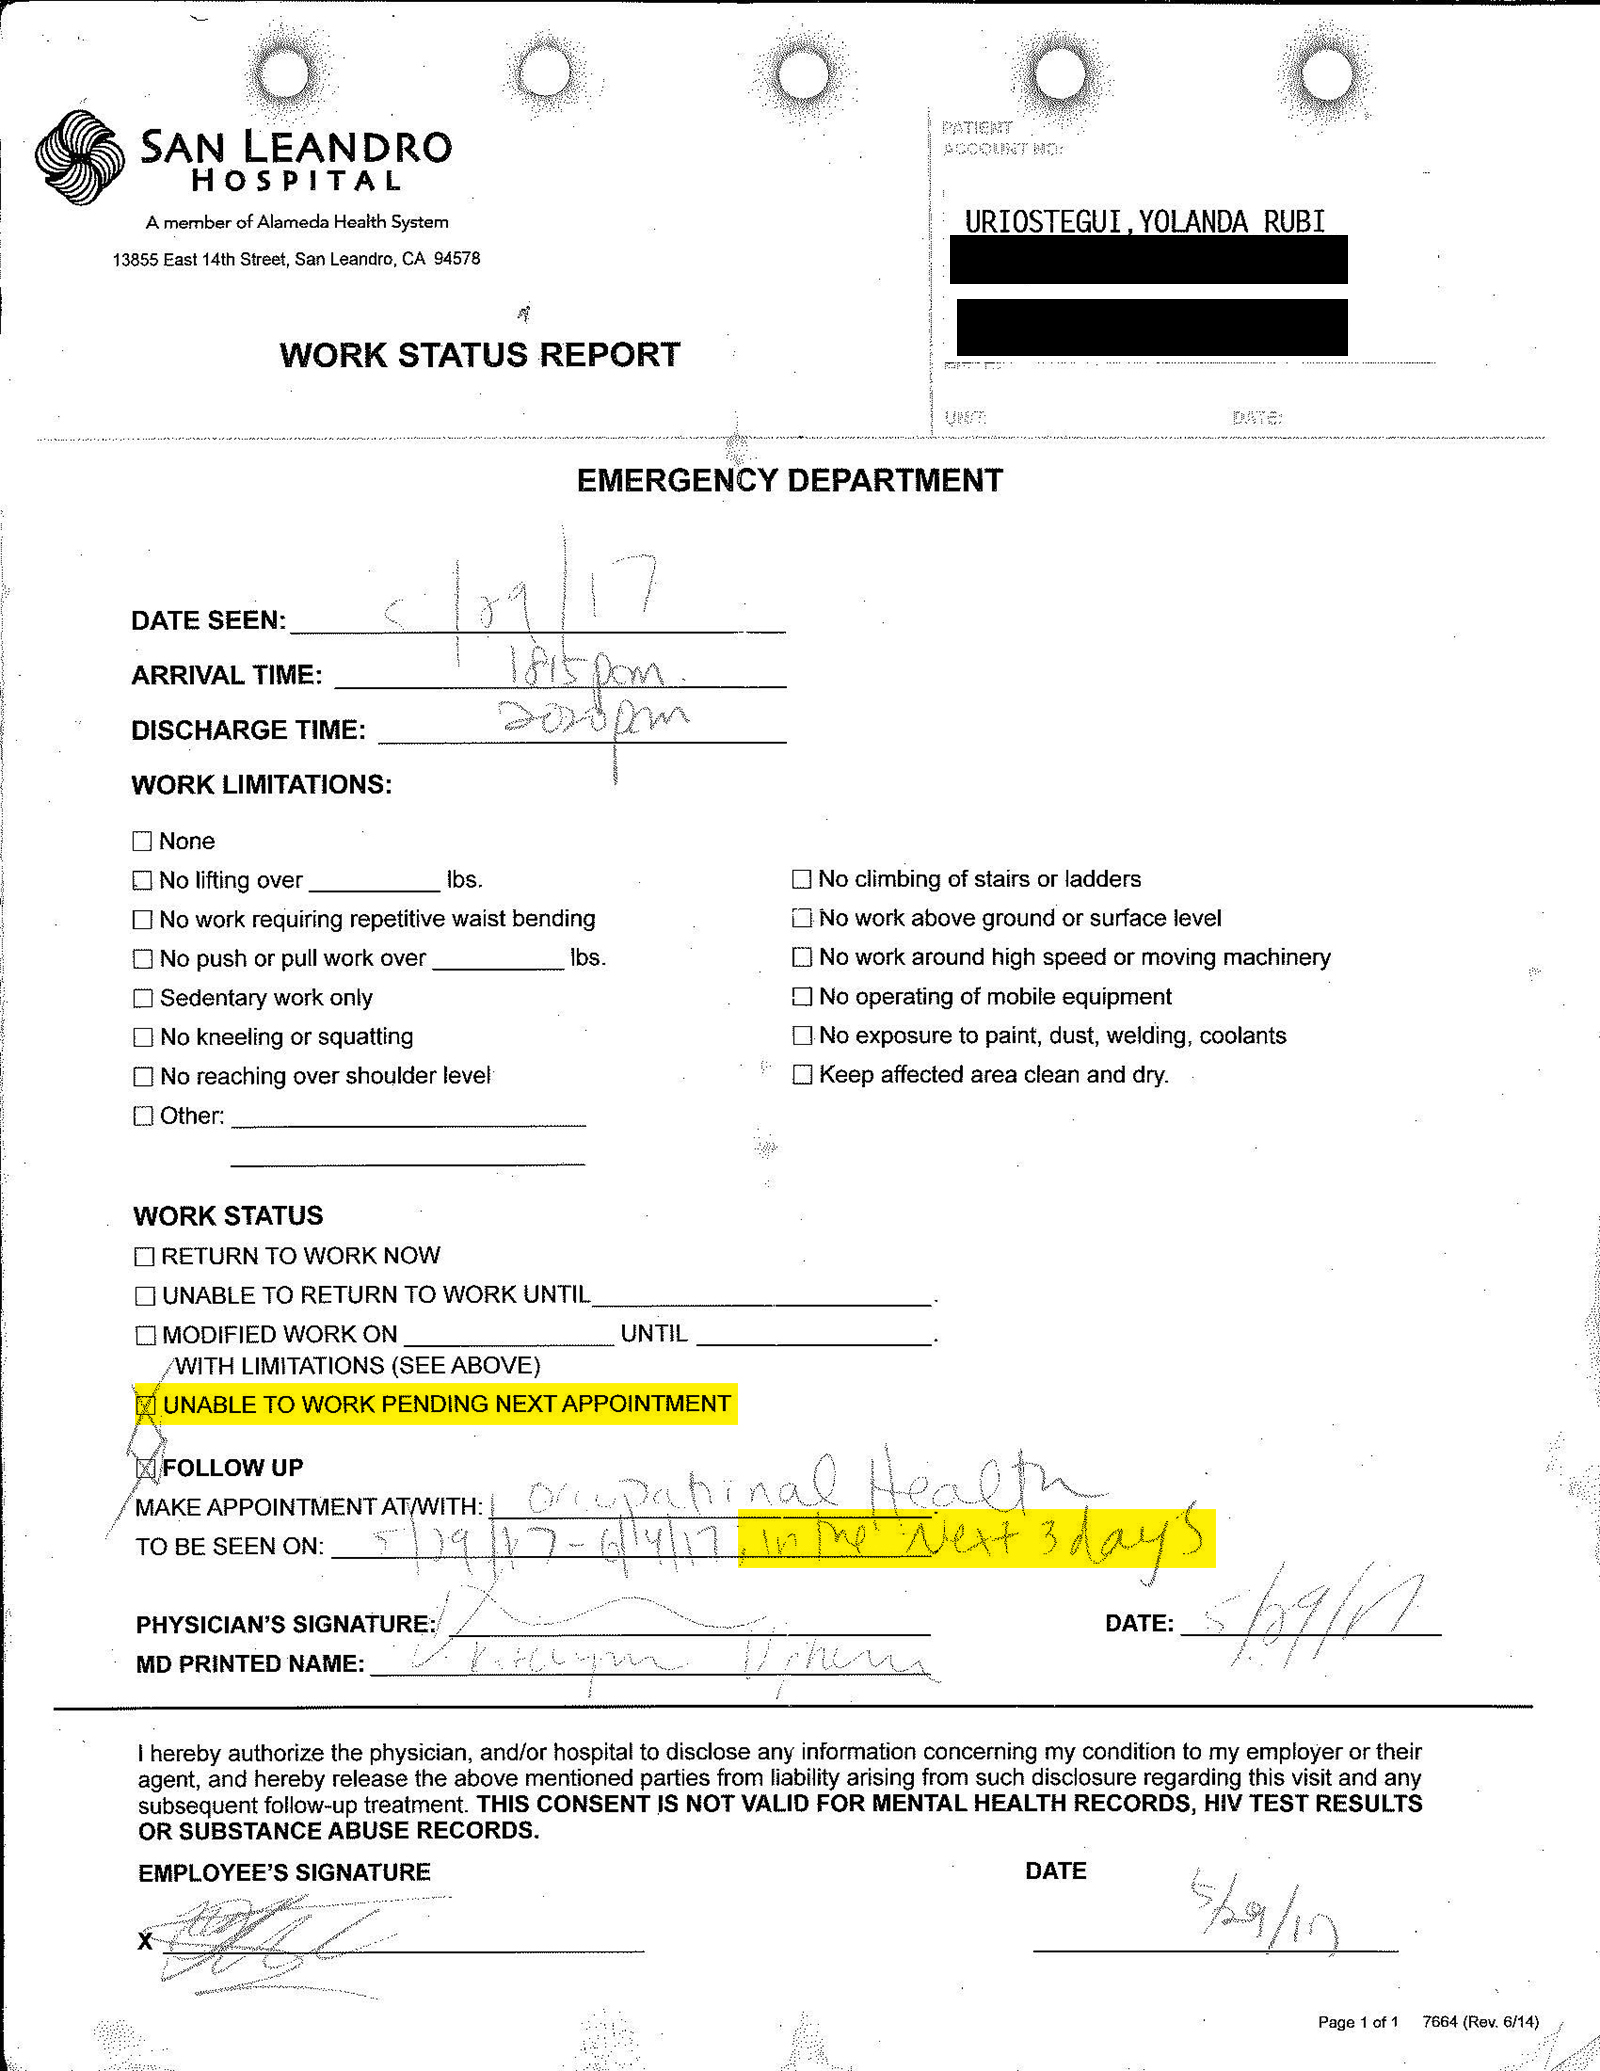 SAN LEANDRO
HOSPITAL
A member of Alameda Health System
13855 East 14th Street, San Leandro, CA 94578
WORK STATUS REPORT
PATIENT
ACCOUNT NO:
URIOSTEGUI,YOLANDA RUBI
UNIT: DATE:
EMERGENCY DEPARTMENT
DATE SEEN: 5/29/17
ARRIVAL TIME: 1815 pm.
DISCHARGE TIME: 2020 pm
WORK LIMITATIONS:
☐ None
☐ No lifting over __________ lbs.
☐ No work requiring repetitive waist bending
☐ No push or pull work over __________ lbs.
☐ Sedentary work only
☐ No kneeling or squatting
☐ No reaching over shoulder level
☐ Other:
☐ No climbing of stairs or ladders
☐ No work above ground or surface level
☐ No work around high speed or moving machinery
☐ No operating of mobile equipment
☐ No exposure to paint, dust, welding, coolants
☐ Keep affected area clean and dry.
WORK STATUS
☐ RETURN TO WORK NOW
☐ UNABLE TO RETURN TO WORK UNTIL __________.
☐ MODIFIED WORK ON __________ UNTIL __________.
WITH LIMITATIONS (SEE ABOVE)
☒ UNABLE TO WORK PENDING NEXT APPOINTMENT
☒ FOLLOW UP
MAKE APPOINTMENT AT/WITH: Occupational Health
TO BE SEEN ON: 5/29/17 - 6/4/17, in the Next 3 days
PHYSICIAN'S SIGNATURE: DATE: 5/29/17
MD PRINTED NAME:
I hereby authorize the physician, and/or hospital to disclose any information concerning my condition to my employer or their
agent, and hereby release the above mentioned parties from liability arising from such disclosure regarding this visit and any
subsequent follow-up treatment. THIS CONSENT IS NOT VALID FOR MENTAL HEALTH RECORDS, HIV TEST RESULTS
OR SUBSTANCE ABUSE RECORDS.
EMPLOYEE'S SIGNATURE DATE
X 5/29/17
Page 1 of 1 7664 (Rev. 6/14)